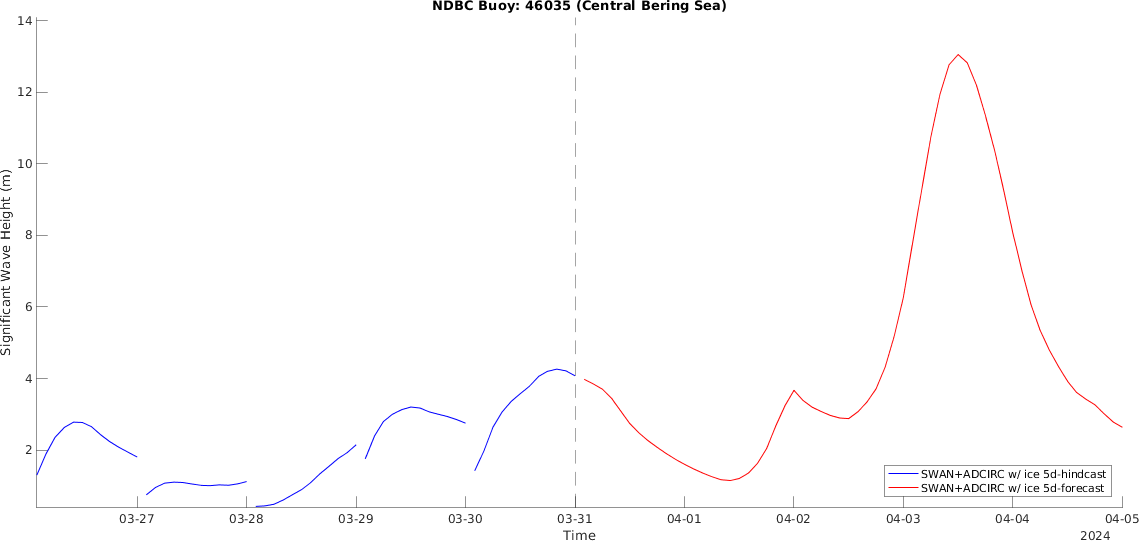 NDBC Buoy: 46035 (Central Bering Sea)
14
12
10
8
6
4
2
Significant Wave Height (m)
SWAN+ADCIRC w/ ice 5d-hindcast
SWAN+ADCIRC w/ ice 5d-forecast
03-27 03-28 03-29 03-30 03-31 04-01 04-02 04-03 04-04 04-05
Time
2024